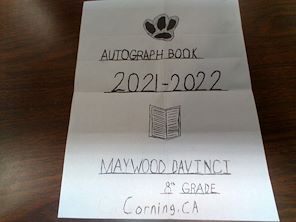 AUTOGRAPH BOOK
2021-2022
MAYWOOD DAVINCI
8th GRADE
Corning, CA